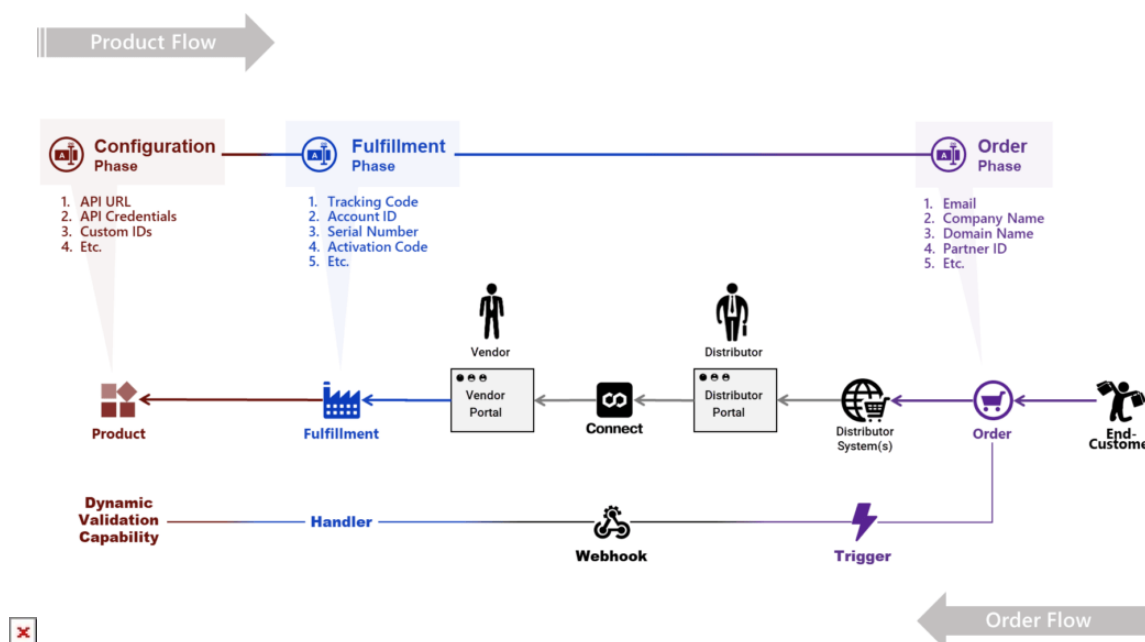 Product Flow
Configuration
Phase
1. API URL
2. API Credentials
3. Custom IDs
4. Etc.
Fulfillment
Phase
1. Tracking Code
2. Account ID
3. Serial Number
4. Activation Code
5. Etc.
Order
Phase
1. Email
2. Company Name
3. Domain Name
4. Partner ID
5. Etc.
Vendor
Distributor
Vendor
Portal
Distributor
Portal
Product
Fulfillment
Connect
Distributor
System(s)
Order
End-
Custome
Dynamic
Validation
Capability
Handler
Webhook
Trigger
Order Flow